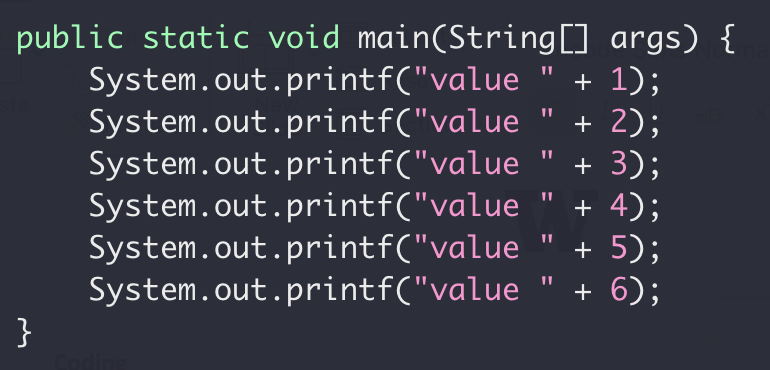 public static void main(String[] args) {
    System.out.printf("value " + 1);
    System.out.printf("value " + 2);
    System.out.printf("value " + 3);
    System.out.printf("value " + 4);
    System.out.printf("value " + 5);
    System.out.printf("value " + 6);
}
Coding